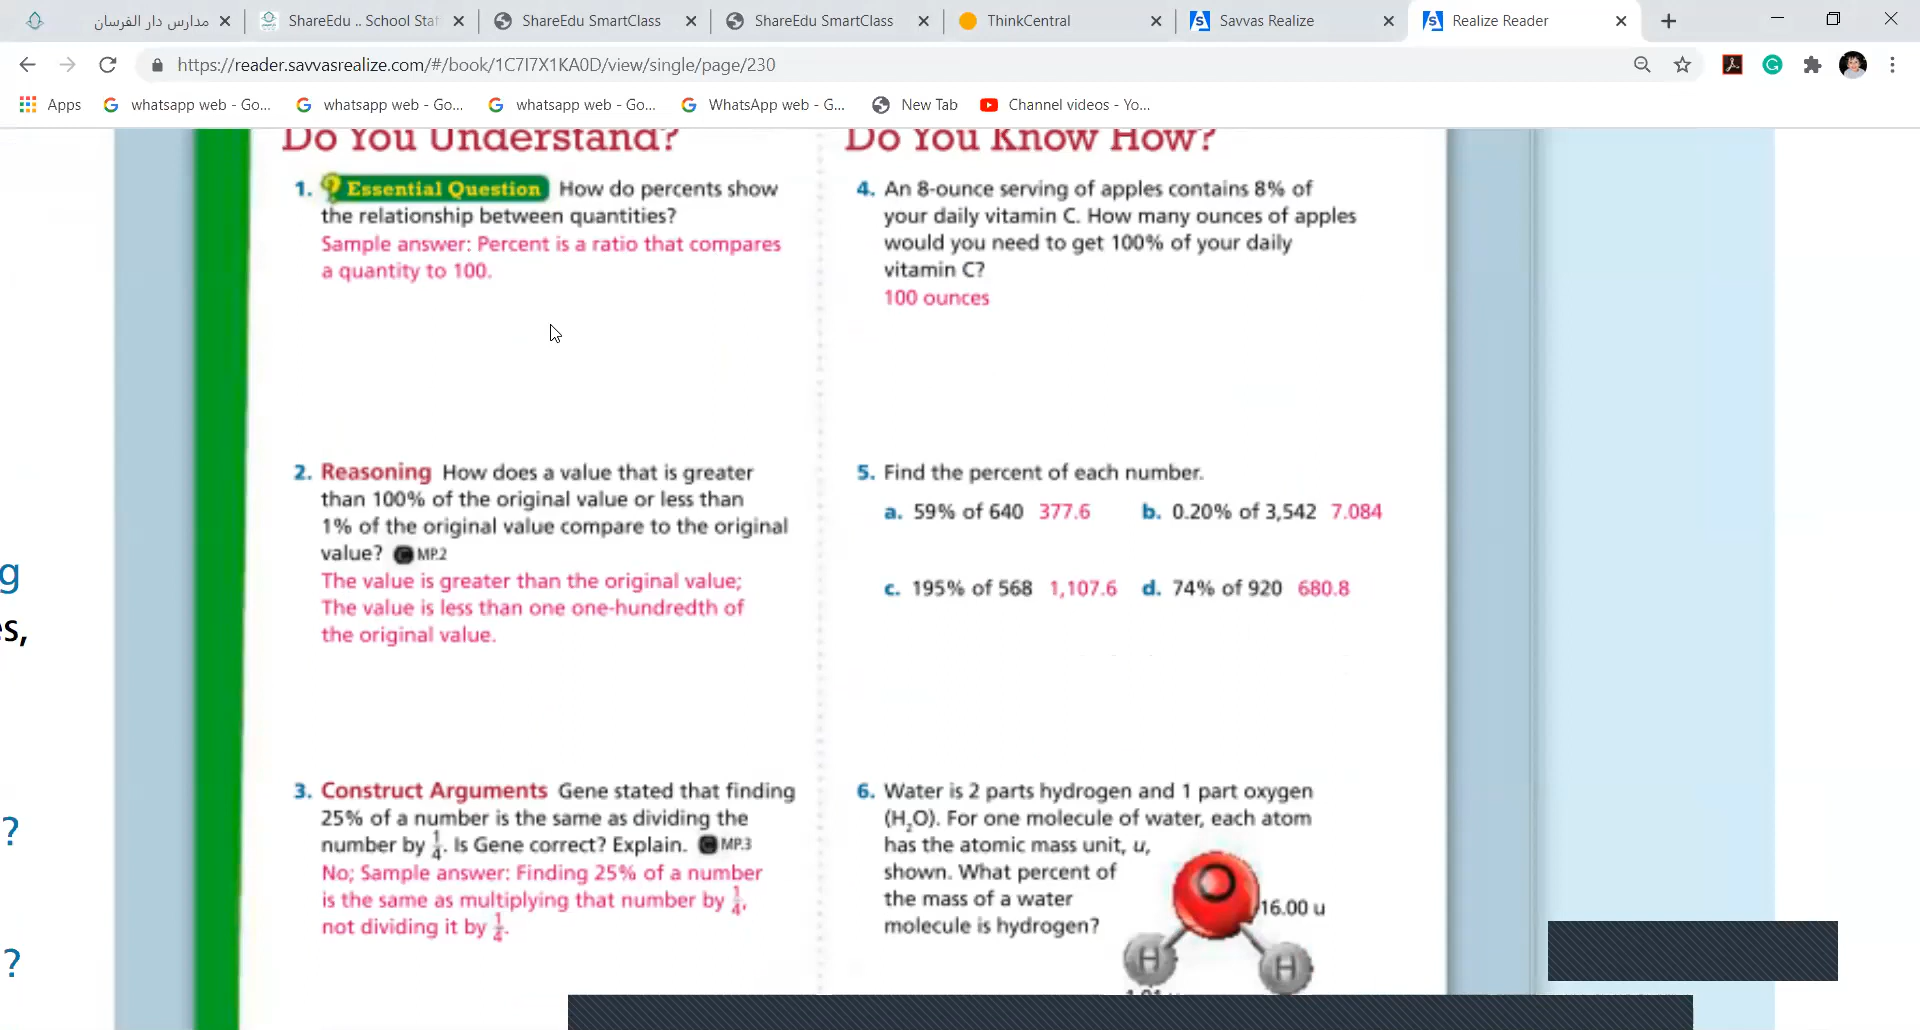 مدارس دار الفرسان
ShareEdu .. School Sta
ShareEdu SmartClass
ShareEdu SmartClass
ThinkCentral
Savvas Realize
Realize Reader
https://reader.savvasrealize.com/#/book/1C7I7X1KA0D/view/single/page/230
Apps
whatsapp web - Go...
whatsapp web - Go...
whatsapp web - Go...
WhatsApp web - G...
New Tab
Channel videos - Yo...
Do You Understand?
1. ? Essential Question How do percents show
the relationship between quantities?
Sample answer: Percent is a ratio that compares
a quantity to 100.
2. Reasoning How does a value that is greater
than 100% of the original value or less than
1% of the original value compare to the original
value? MP.2
The value is greater than the original value;
The value is less than one one-hundredth of
the original value.
3. Construct Arguments Gene stated that finding
25% of a number is the same as dividing the
number by 1/4. Is Gene correct? Explain. MP.3
No; Sample answer: Finding 25% of a number
is the same as multiplying that number by 1/4,
not dividing it by 1/4.
Do You Know How?
4. An 8-ounce serving of apples contains 8% of
your daily vitamin C. How many ounces of apples
would you need to get 100% of your daily
vitamin C?
100 ounces
5. Find the percent of each number.
a. 59% of 640 377.6 b. 0.20% of 3,542 7.084
c. 195% of 568 1,107.6 d. 74% of 920 680.8
6. Water is 2 parts hydrogen and 1 part oxygen
(H₂O). For one molecule of water, each atom
has the atomic mass unit, u,
shown. What percent of
the mass of a water
molecule is hydrogen?
O
16.00 u
H
H
g
s,
?
?